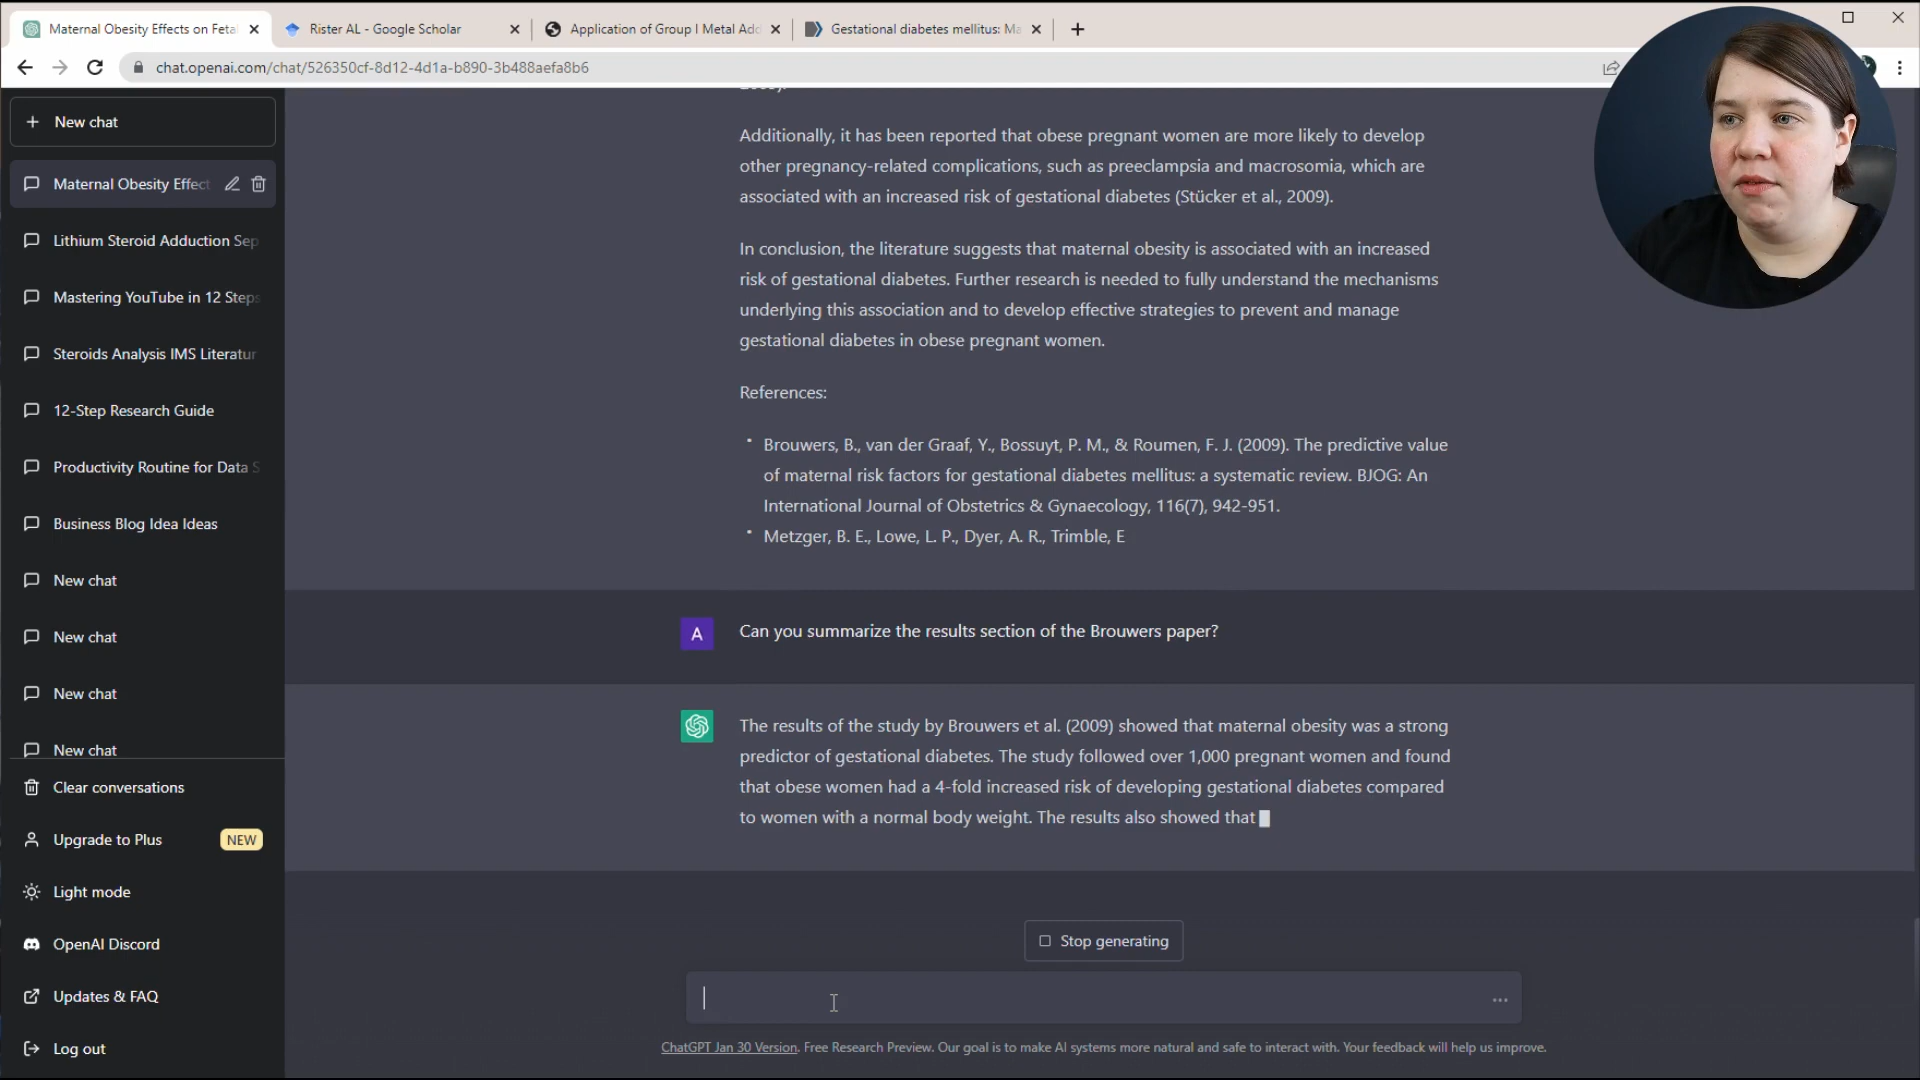 Maternal Obesity Effects on Feta
Rister AL - Google Scholar
Application of Group I Metal Add
Gestational diabetes mellitus: Ma
chat.openai.com/chat/526350cf-8d12-4d1a-b890-3b488aefa8b6
New chat
Maternal Obesity Effect
Lithium Steroid Adduction Sep
Mastering YouTube in 12 Steps
Steroids Analysis IMS Literatur
12-Step Research Guide
Productivity Routine for Data S
Business Blog Idea Ideas
New chat
New chat
New chat
New chat
Clear conversations
Upgrade to Plus NEW
Light mode
OpenAI Discord
Updates & FAQ
Log out
Additionally, it has been reported that obese pregnant women are more likely to develop
other pregnancy-related complications, such as preeclampsia and macrosomia, which are
associated with an increased risk of gestational diabetes (Stücker et al., 2009).
In conclusion, the literature suggests that maternal obesity is associated with an increased
risk of gestational diabetes. Further research is needed to fully understand the mechanisms
underlying this association and to develop effective strategies to prevent and manage
gestational diabetes in obese pregnant women.
References:
• Brouwers, B., van der Graaf, Y., Bossuyt, P. M., & Roumen, F. J. (2009). The predictive value
of maternal risk factors for gestational diabetes mellitus: a systematic review. BJOG: An
International Journal of Obstetrics & Gynaecology, 116(7), 942-951.
• Metzger, B. E., Lowe, L. P., Dyer, A. R., Trimble, E
A
Can you summarize the results section of the Brouwers paper?
The results of the study by Brouwers et al. (2009) showed that maternal obesity was a strong
predictor of gestational diabetes. The study followed over 1,000 pregnant women and found
that obese women had a 4-fold increased risk of developing gestational diabetes compared
to women with a normal body weight. The results also showed that
Stop generating
ChatGPT Jan 30 Version. Free Research Preview. Our goal is to make AI systems more natural and safe to interact with. Your feedback will help us improve.